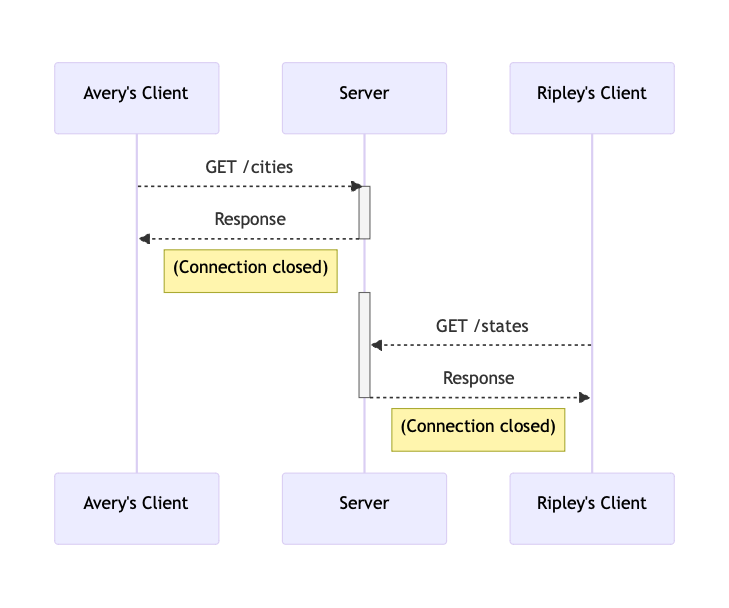 Avery's Client
Server
Ripley's Client
GET /cities
Response
(Connection closed)
GET /states
Response
(Connection closed)
Avery's Client
Server
Ripley's Client